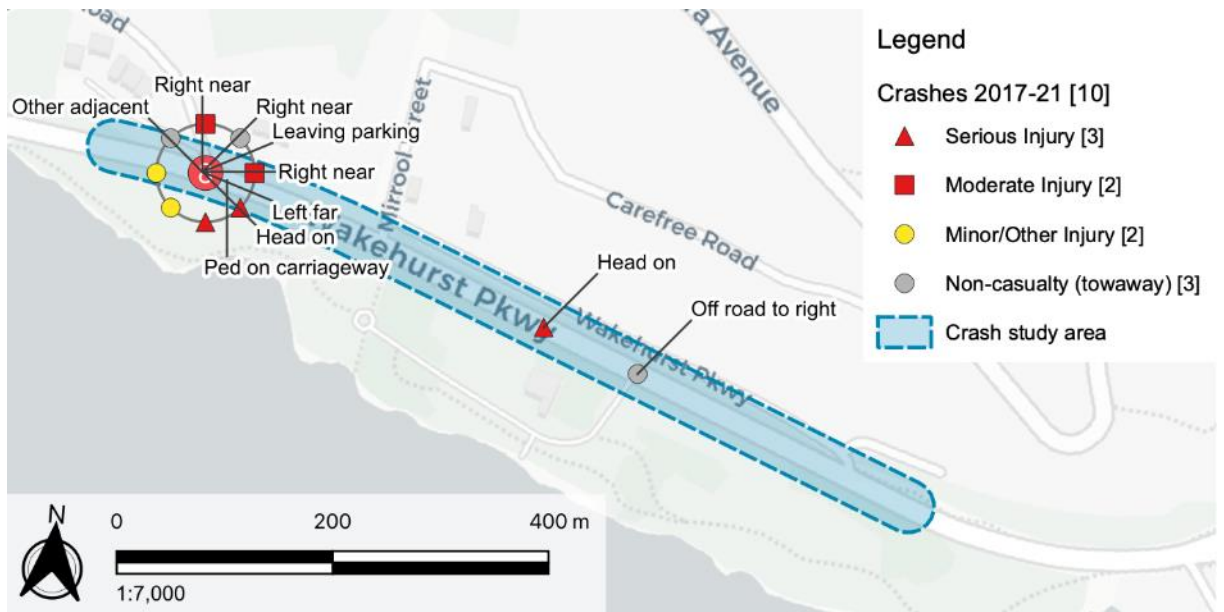 Legend
Crashes 2017-21 [10]
Serious Injury [3]
Moderate Injury [2]
Minor/Other Injury [2]
Non-casualty (towaway) [3]
Crash study area
Right near
Other adjacent
Right near
Leaving parking
Right near
Left far
Head on
Ped on carriageway
Mirrool Street
Avenue
Carefree Road
Wakehurst Pkwy
Head on
Off road to right
Wakehurst Pkwy
N
0 200 400 m
1:7,000